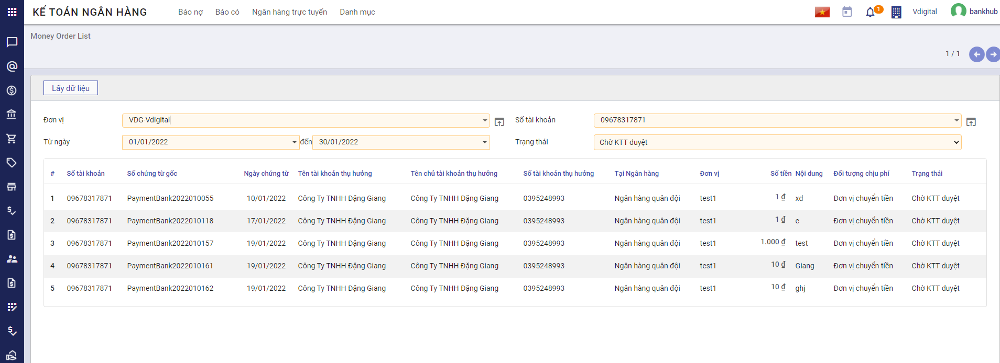 KẾ TOÁN NGÂN HÀNG Báo nợ Báo có Ngân hàng trực tuyến Danh mục 1 Vdigital bankhub
Money Order List
1 / 1
Lấy dữ liệu
Đơn vị VDG-Vdigital Số tài khoản 09678317871
Từ ngày 01/01/2022 đến 30/01/2022 Trạng thái Chờ KTT duyệt
# Số tài khoản Số chứng từ gốc Ngày chứng từ Tên tài khoản thụ hưởng Tên chủ tài khoản thụ hưởng Số tài khoản thụ hưởng Tại Ngân hàng Đơn vị Số tiền Nội dung Đối tượng chịu phí Trạng thái
1 09678317871 PaymentBank2022010055 10/01/2022 Công Ty TNHH Đặng Giang Công Ty TNHH Đặng Giang 0395248993 Ngân hàng quân đội test1 1 ₫ xd Đơn vị chuyển tiền Chờ KTT duyệt
2 09678317871 PaymentBank2022010118 17/01/2022 Công Ty TNHH Đặng Giang Công Ty TNHH Đặng Giang 0395248993 Ngân hàng quân đội test1 1 ₫ e Đơn vị chuyển tiền Chờ KTT duyệt
3 09678317871 PaymentBank2022010157 19/01/2022 Công Ty TNHH Đặng Giang Công Ty TNHH Đặng Giang 0395248993 Ngân hàng quân đội test1 1.000 ₫ test Đơn vị chuyển tiền Chờ KTT duyệt
4 09678317871 PaymentBank2022010161 19/01/2022 Công Ty TNHH Đặng Giang Công Ty TNHH Đặng Giang 0395248993 Ngân hàng quân đội test1 10 ₫ Giang Đơn vị chuyển tiền Chờ KTT duyệt
5 09678317871 PaymentBank2022010162 19/01/2022 Công Ty TNHH Đặng Giang Công Ty TNHH Đặng Giang 0395248993 Ngân hàng quân đội test1 10 ₫ ghj Đơn vị chuyển tiền Chờ KTT duyệt